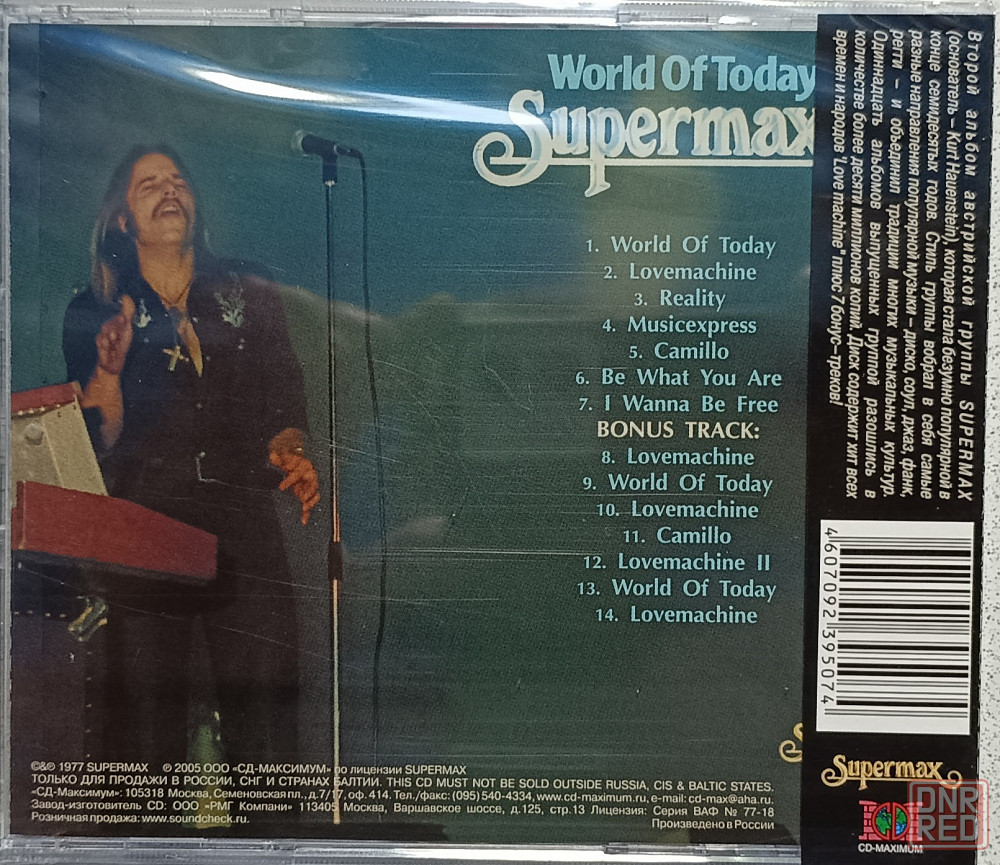 World Of Today
Supermax
1. World Of Today
2. Lovemachine
3. Reality
4. Musicexpress
5. Camillo
6. Be What You Are
7. I Wanna Be Free
BONUS TRACK:
8. Lovemachine
9. World Of Today
10. Lovemachine
11. Camillo
12. Lovemachine II
13. World Of Today
14. Lovemachine
©&℗ 1977 SUPERMAX ℗ 2005 ООО «СД-МАКСИМУМ» по лицензии SUPERMAX
ТОЛЬКО ДЛЯ ПРОДАЖИ В РОССИИ, СНГ И СТРАНАХ БАЛТИИ. THIS CD MUST NOT BE SOLD OUTSIDE RUSSIA, CIS & BALTIC STATES.
«СД-Максимум»: 105318 Москва, Семеновская пл., д.7/17, оф. 414. Тел./факс: (095) 540-4334, www.cd-maximum.ru, e-mail: cd-max@aha.ru.
Завод-изготовитель CD: ООО «РМГ Компани» 113405 Москва, Варшавское шоссе, д.125, стр.13 Лицензия: Серия ВАФ № 77-18
Розничная продажа: www.soundcheck.ru.
Произведено в России
Второй альбом австрийской группы SUPERMAX
(основатель – Kurt Hauenstein), которая стала безумно популярной в
конце семидесятых годов. Стиль группы вобрал в себя самые
разные направления популярной музыки – диско, соул, джаз, фанк,
регги – и объединил традиции многих музыкальных культур.
Одиннадцать альбомов выпущенных группой разошлись в
количестве более десяти миллионов копий. Диск содержит хит всех
времен и народов "Love machine" плюс 7 бонус-треков!
4 607092 395074
Supermax
CD-MAXIMUM
DNR
RED